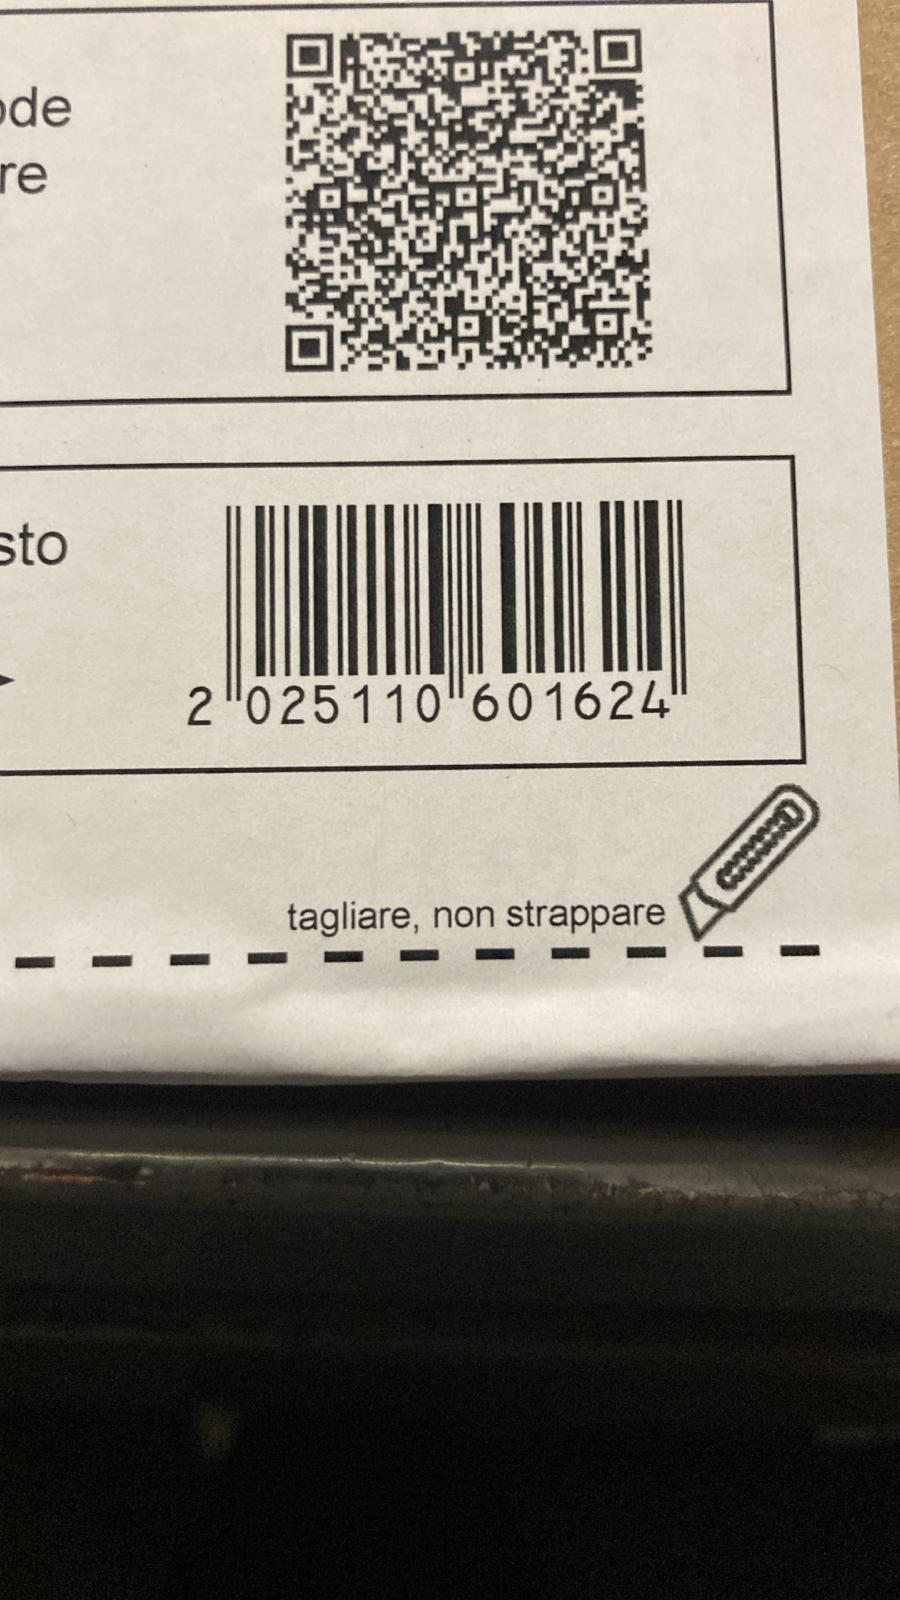 ode
re
sto
2 025110 601624
tagliare, non strappare